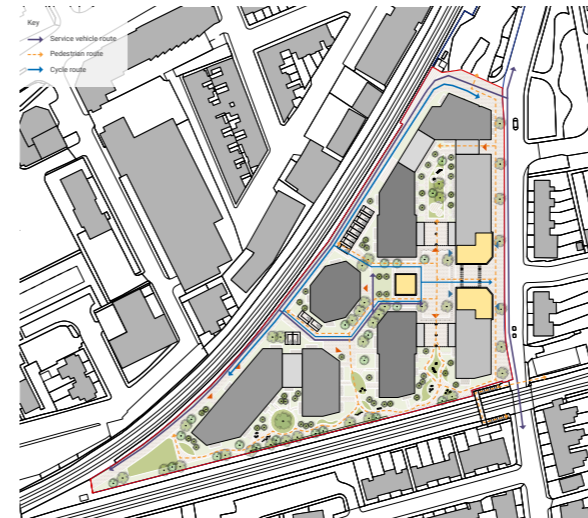 Key
Service vehicle route
Pedestrian route
Cycle route